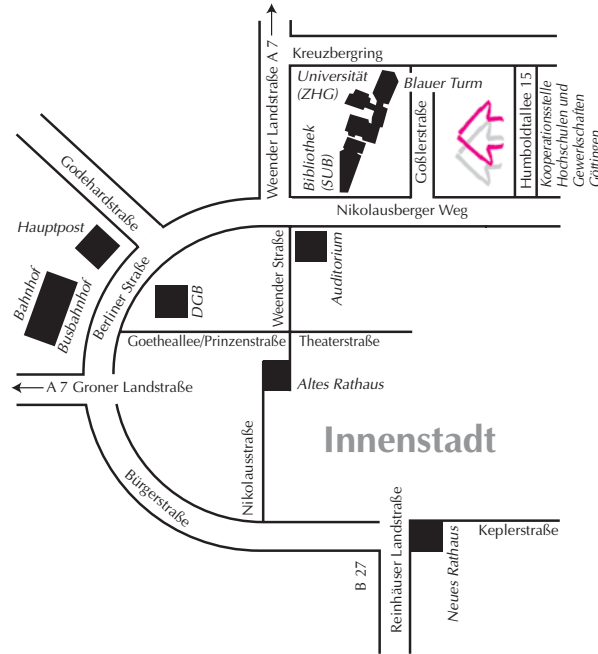 Weender Landstraße A 7
Kreuzbergring
Universität
(ZHG)
Blauer Turm
Bibliothek
(SUB)
Goßlerstraße
Humboldtallee 15
Kooperationsstelle
Hochschulen und
Gewerkschaften
Göttingen
Nikolausberger Weg
Godehardstraße
Hauptpost
Bahnhof
Busbahnhof
Berliner Straße
DGB
Weender Straße
Auditorium
Goetheallee/Prinzenstraße
Theaterstraße
A 7 Groner Landstraße
Altes Rathaus
Innenstadt
Nikolausstraße
Bürgerstraße
B 27
Reinhäuser Landstraße
Keplerstraße
Neues Rathaus